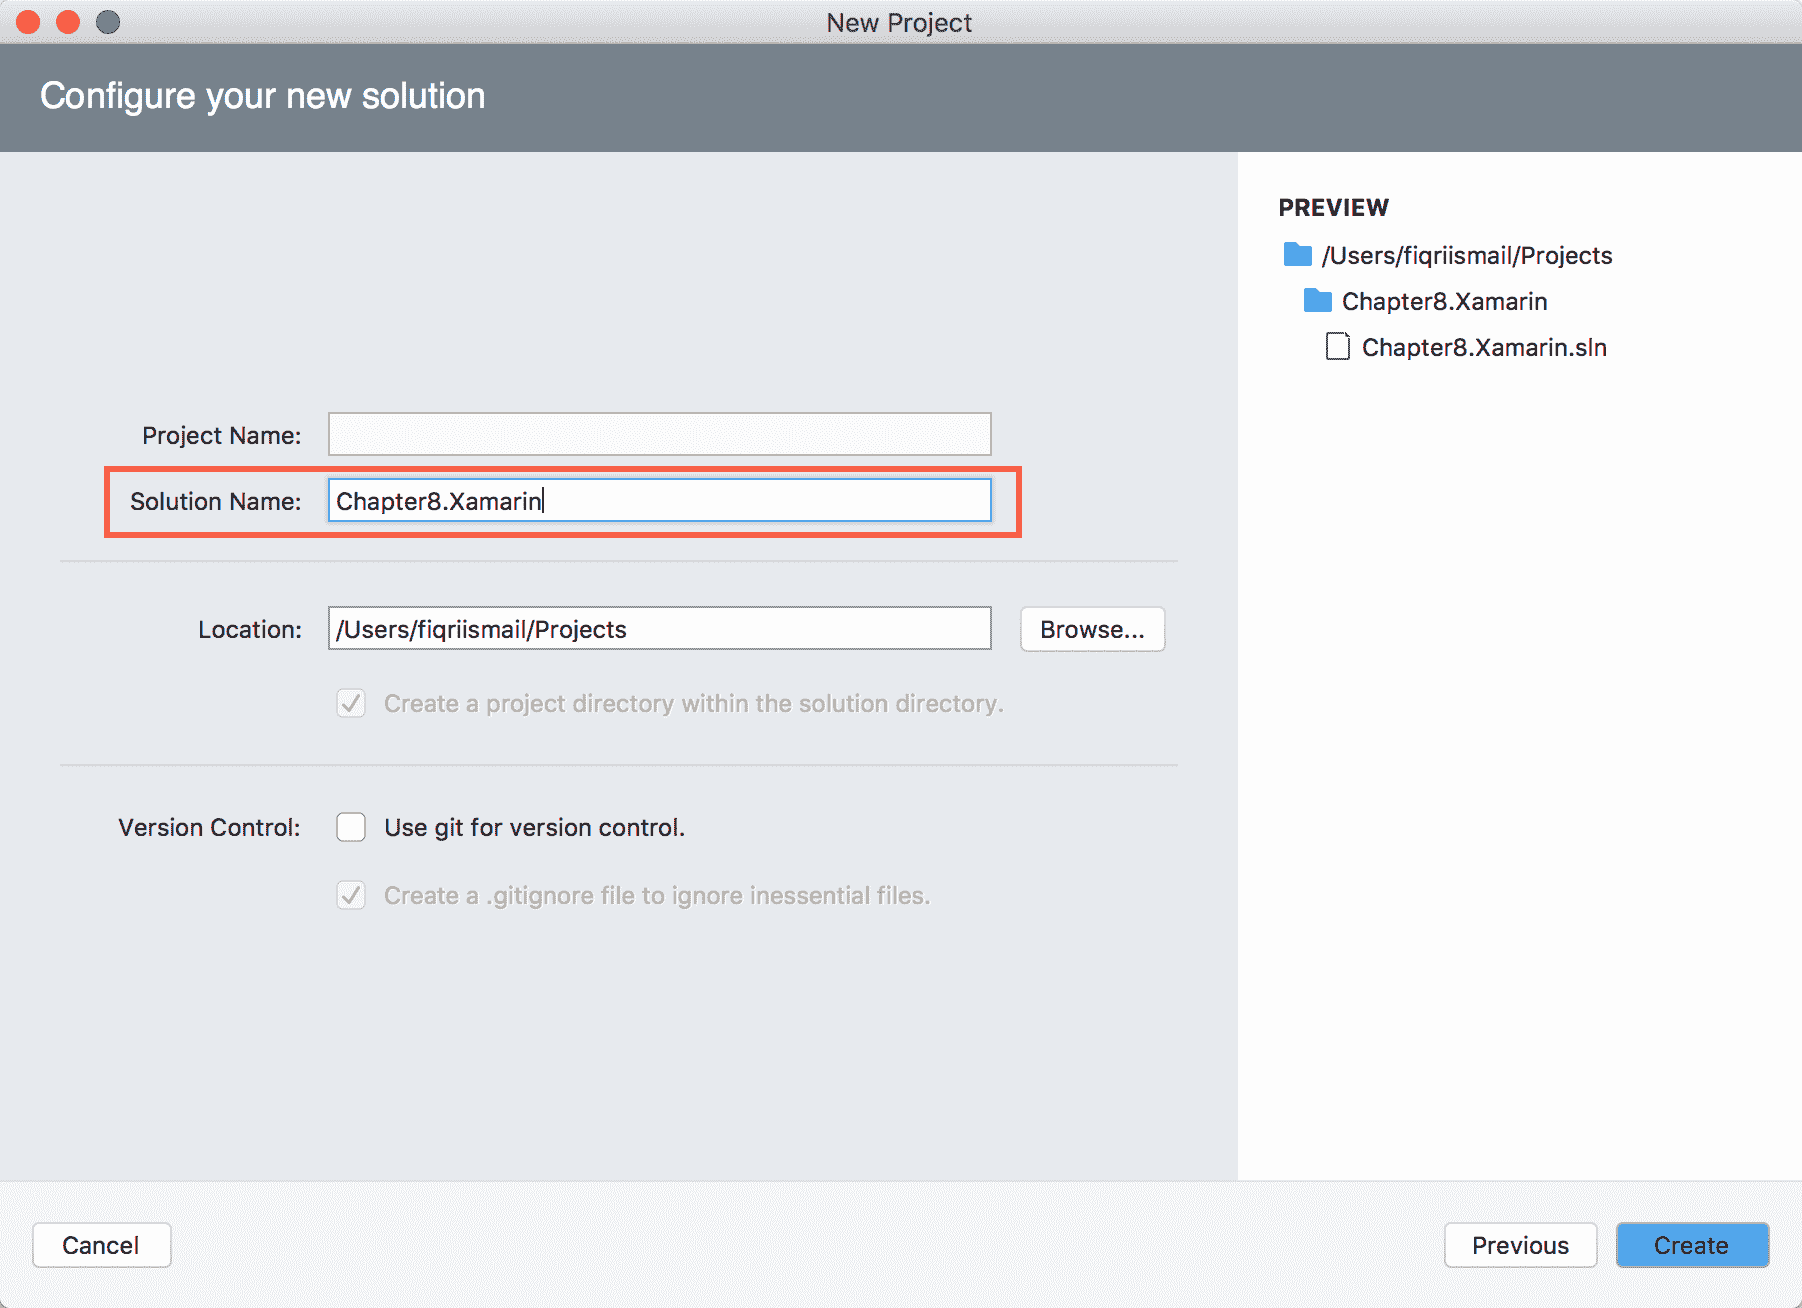 New Project
Configure your new solution
PREVIEW
/Users/fiqriismail/Projects
Chapter8.Xamarin
Chapter8.Xamarin.sln
Project Name:
Solution Name: Chapter8.Xamarin
Location: /Users/fiqriismail/Projects Browse...
Create a project directory within the solution directory.
Version Control: Use git for version control.
Create a .gitignore file to ignore inessential files.
Cancel Previous Create